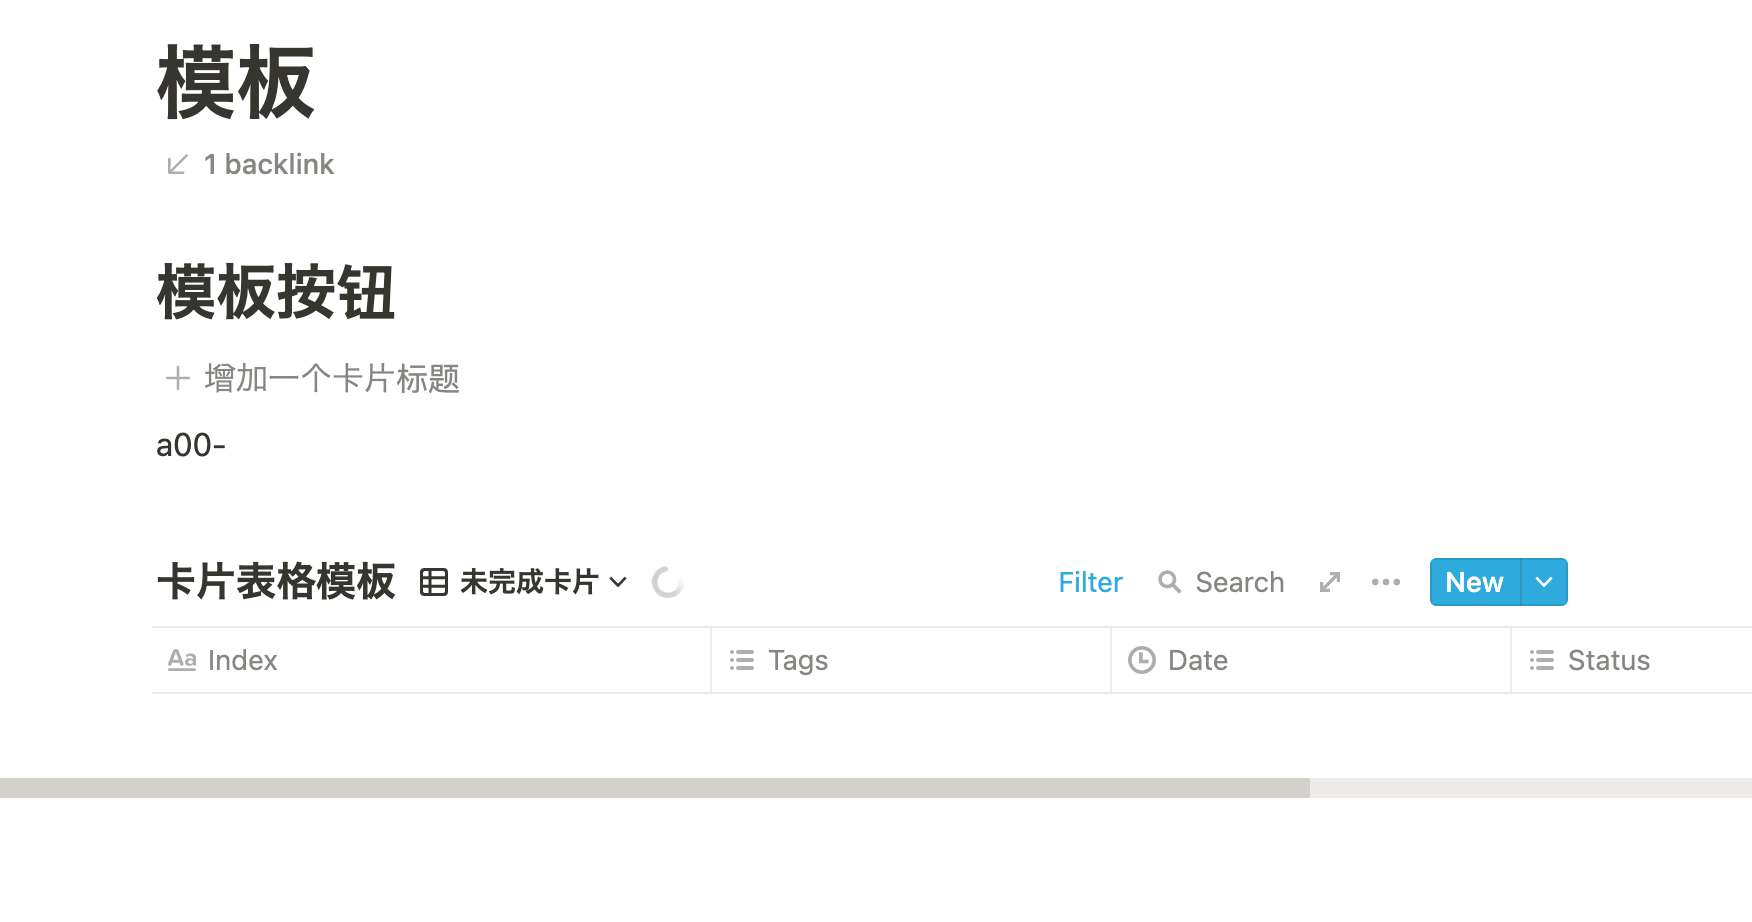 模板
1 backlink
模板按钮
增加一个卡片标题
a00-
卡片表格模板 未完成卡片 Filter Search New
Aa Index Tags Date Status